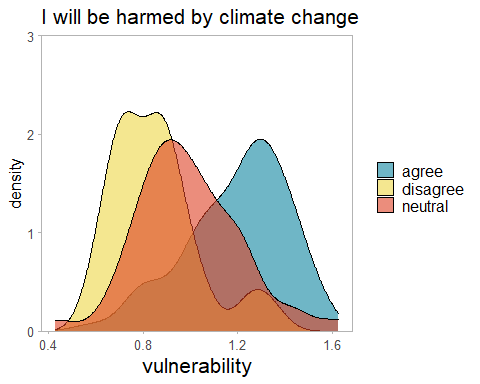 I will be harmed by climate change
3
2
1
0
density
0.4 0.8 1.2 1.6
vulnerability
agree
disagree
neutral